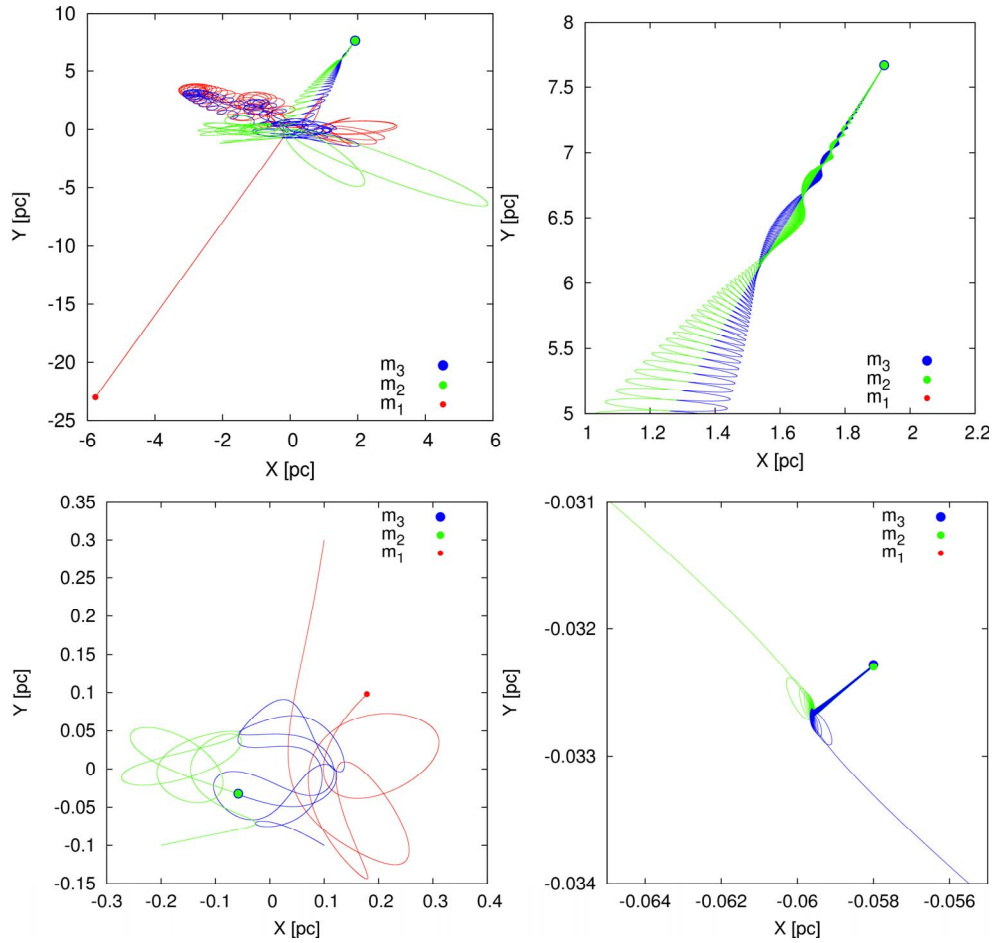 10
5
0
-5
-10
-15
-20
-25
Y [pc]
-6 -4 -2 0 2 4 6
X [pc]
m3
m2
m1
8
7.5
7
6.5
6
5.5
5
Y [pc]
1 1.2 1.4 1.6 1.8 2 2.2
X [pc]
m3
m2
m1
0.35
0.3
0.25
0.2
0.15
0.1
0.05
0
-0.05
-0.1
-0.15
Y [pc]
-0.3 -0.2 -0.1 0 0.1 0.2 0.3 0.4
X [pc]
m3
m2
m1
-0.031
-0.032
-0.033
-0.034
Y [pc]
-0.064 -0.062 -0.06 -0.058 -0.056
X [pc]
m3
m2
m1